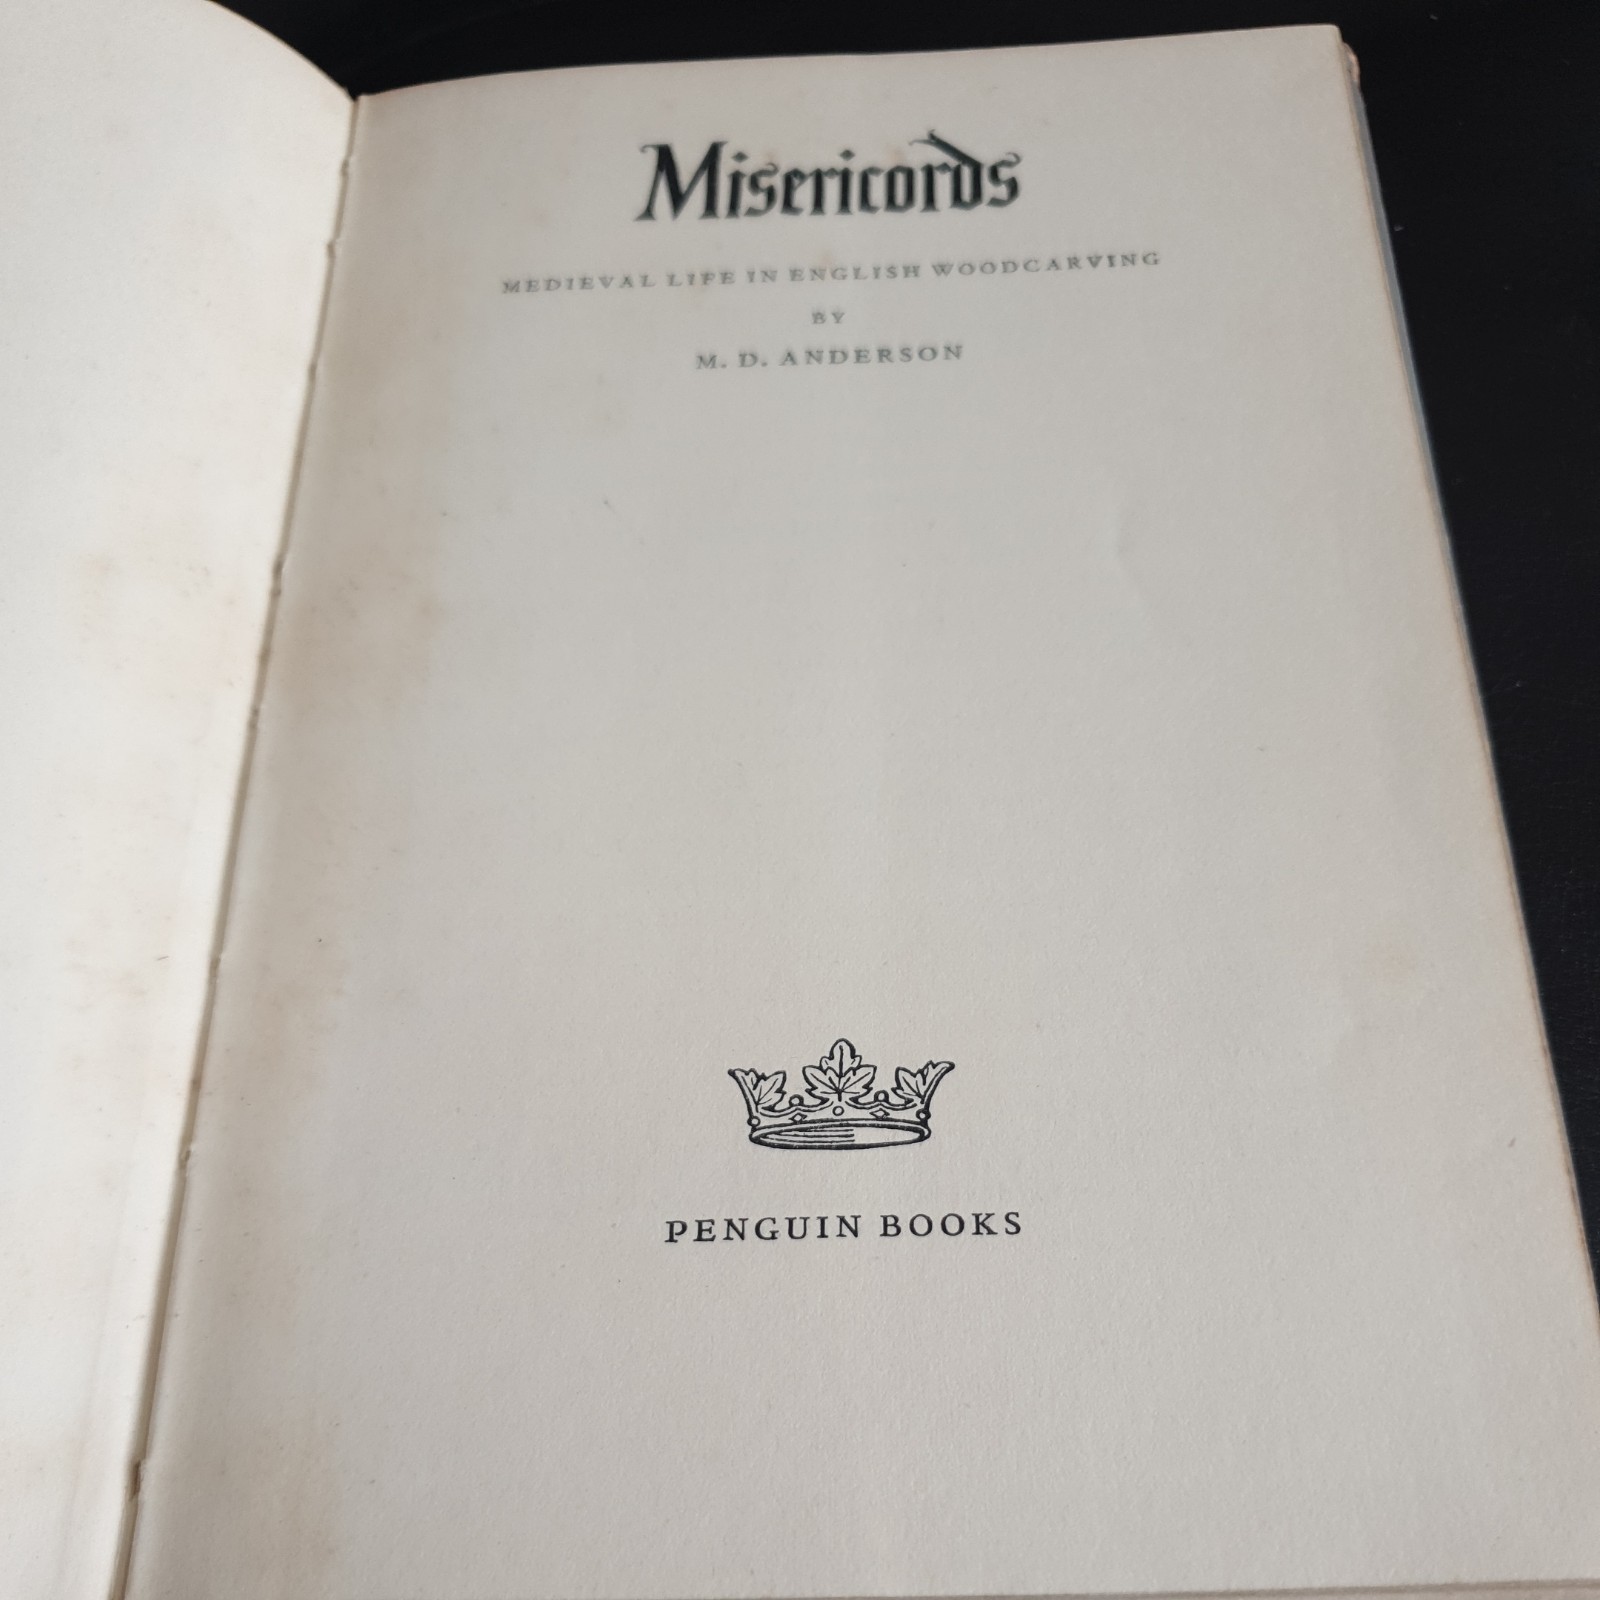 Misericords
MEDIEVAL LIFE IN ENGLISH WOODCARVING
BY
M. D. ANDERSON
PENGUIN BOOKS